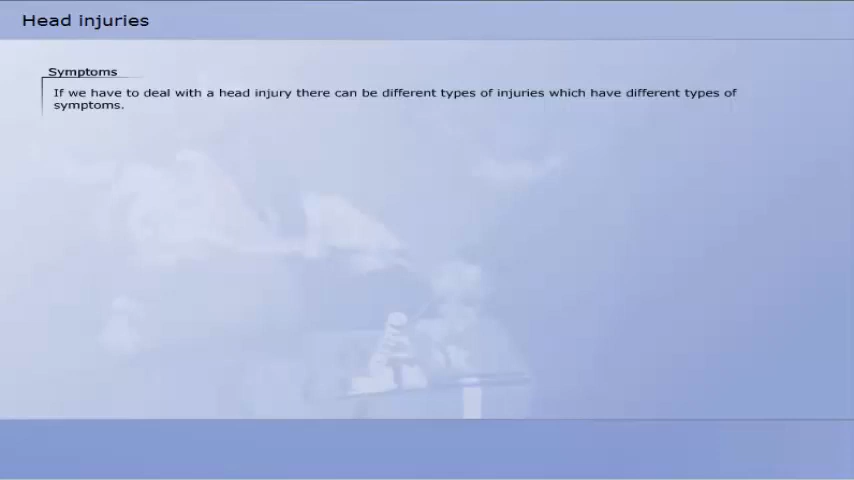 Head injuries
Symptoms
If we have to deal with a head injury there can be different types of injuries which have different types of
symptoms.